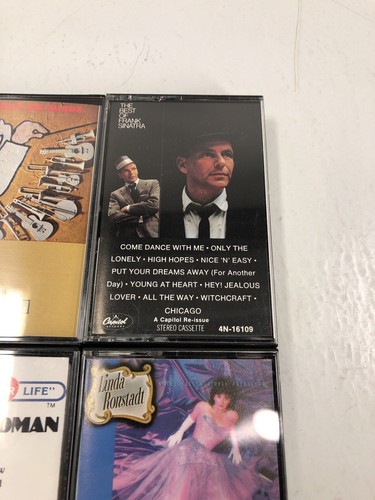 THE
BEST
OF
FRANK
SINATRA
COME DANCE WITH ME • ONLY THE
LONELY • HIGH HOPES • NICE 'N' EASY •
PUT YOUR DREAMS AWAY (For Another
Day) • YOUNG AT HEART • HEY! JEALOUS
LOVER • ALL THE WAY • WITCHCRAFT •
CHICAGO
A Capitol Re-issue
Capitol
STEREO CASSETTE
4N-16109
LIFE"
TM
DMAN
Linda
Ronstadt